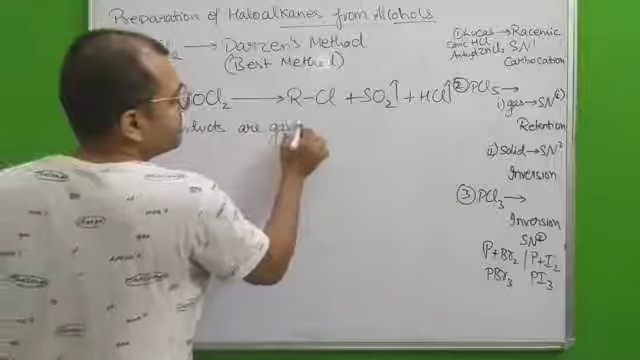 Preparation of Haloalkanes from Alcohols
→ Darzen's Method
(Best Method)
OCl₂ → R-Cl + SO₂↑ + HCl↑
ducts are gas
① Lucas → Racemic
Conc HCl SN¹
Anhyd ZnCl₂ Carbocation
② PCl₅ →
i) gas → SN(i)
Retention
ii) Solid → SN²
Inversion
③ PCl₃ →
Inversion
SN²
P+Br₂ / P+I₂
PBr₃ PI₃